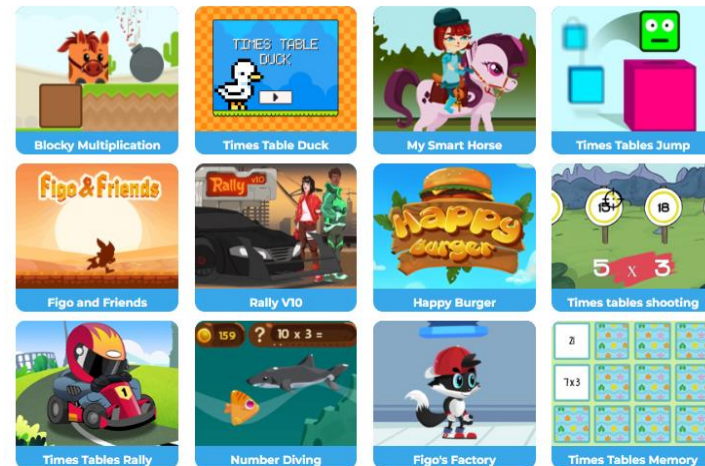 TIMES TABLE
DUCK
Blocky Multiplication
Times Table Duck
My Smart Horse
Times Tables Jump
Figo & Friends
Rally V10
Happy
Burger
15
18
5 x 3
Figo and Friends
Rally V10
Happy Burger
Times tables shooting
1
159
? 10 x 3 =
21
7x3
Times Tables Rally
Number Diving
Figo's Factory
Times Tables Memory